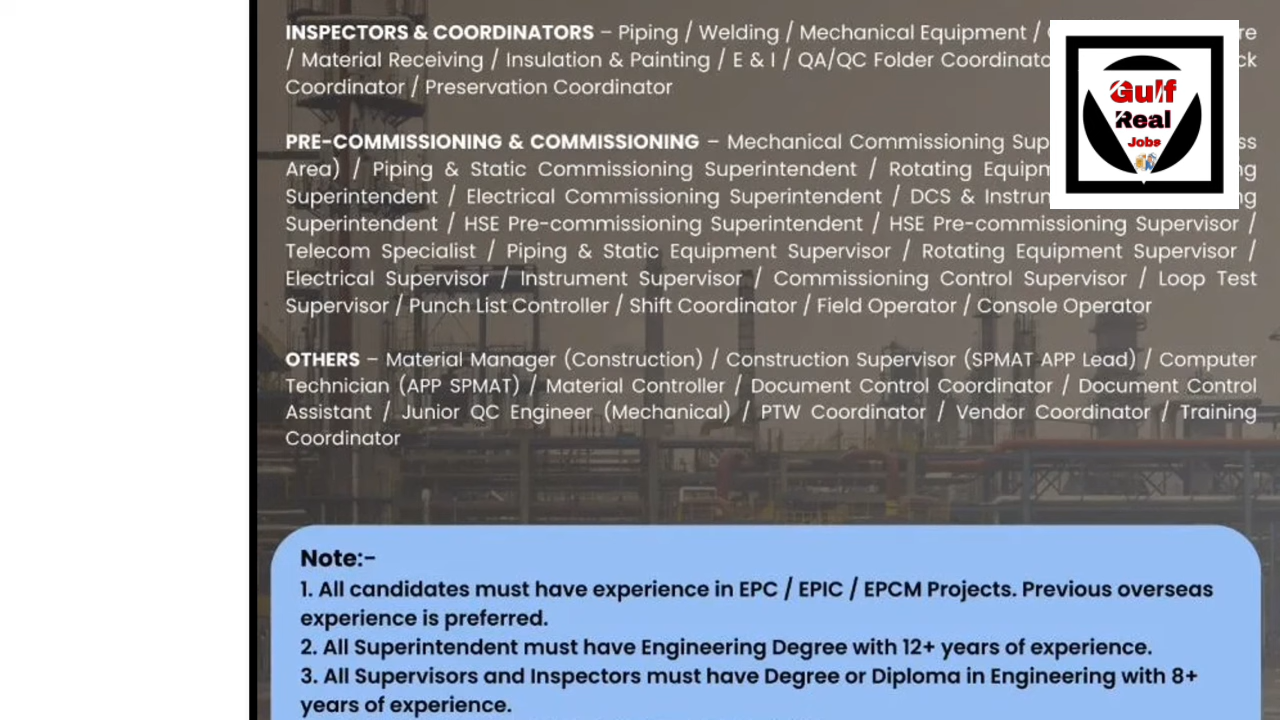 INSPECTORS & COORDINATORS – Piping / Welding / Mechanical Equipment /
/ Material Receiving / Insulation & Painting / E & I / QA/QC Folder
Coordinator / Preservation Coordinator
PRE-COMMISSIONING & COMMISSIONING – Mechanical Commissioning
Area) / Piping & Static Commissioning Superintendent / Rotating
Superintendent / Electrical Commissioning Superintendent / DCS &
Superintendent / HSE Pre-commissioning Superintendent / HSE Pre-commissioning Supervisor /
Telecom Specialist / Piping & Static Equipment Supervisor / Rotating Equipment Supervisor /
Electrical Supervisor / Instrument Supervisor / Commissioning Control Supervisor / Loop Test
Supervisor / Punch List Controller / Shift Coordinator / Field Operator / Console Operator
OTHERS – Material Manager (Construction) / Construction Supervisor (SPMAT APP Lead) / Computer
Technician (APP SPMAT) / Material Controller / Document Control Coordinator / Document Control
Assistant / Junior QC Engineer (Mechanical) / PTW Coordinator / Vendor Coordinator / Training
Coordinator
Note:-
1. All candidates must have experience in EPC / EPIC / EPCM Projects. Previous overseas
experience is preferred.
2. All Superintendent must have Engineering Degree with 12+ years of experience.
3. All Supervisors and Inspectors must have Degree or Diploma in Engineering with 8+
years of experience.
Gulf
Real
Jobs